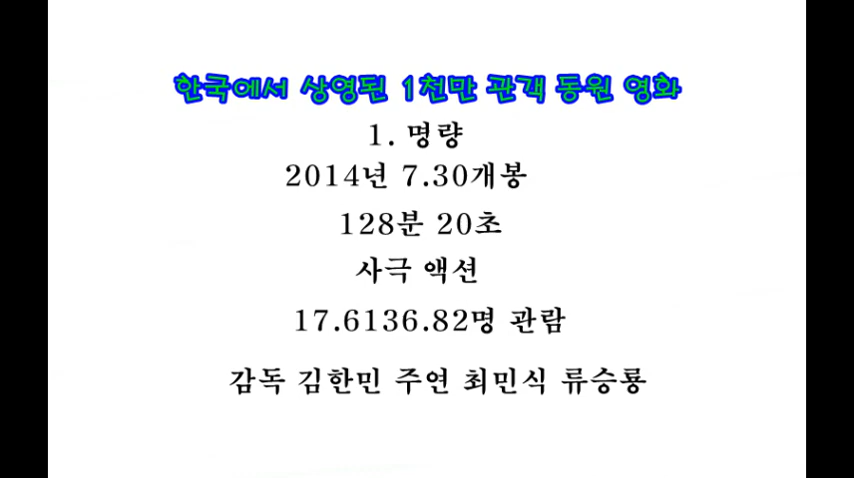 한국에서 상영된 1천만 관객 동원 영화
1. 명량
2014년 7.30개봉
128분 20초
사극 액션
17.6136.82명 관람
감독 김한민 주연 최민식 류승룡